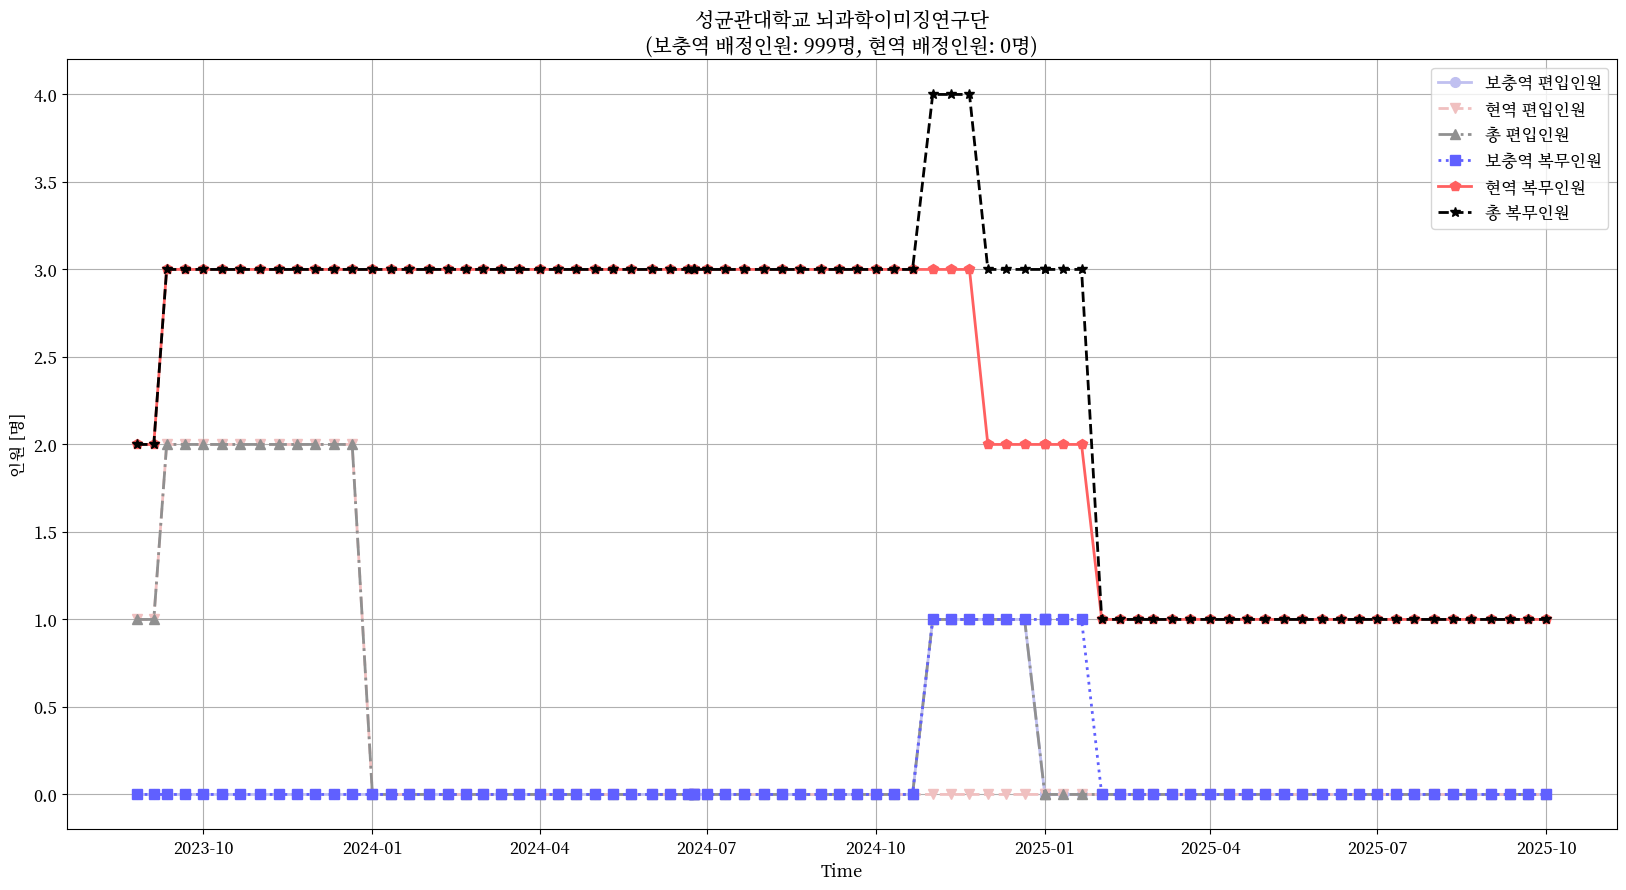 성균관대학교 뇌과학이미징연구단
(보충역 배정인원: 999명, 현역 배정인원: 0명)
보충역 편입인원
현역 편입인원
총 편입인원
보충역 복무인원
현역 복무인원
총 복무인원
4.0
3.5
3.0
2.5
2.0
1.5
1.0
0.5
0.0
인원 [명]
2023-10 2024-01 2024-04 2024-07 2024-10 2025-01 2025-04 2025-07 2025-10
Time